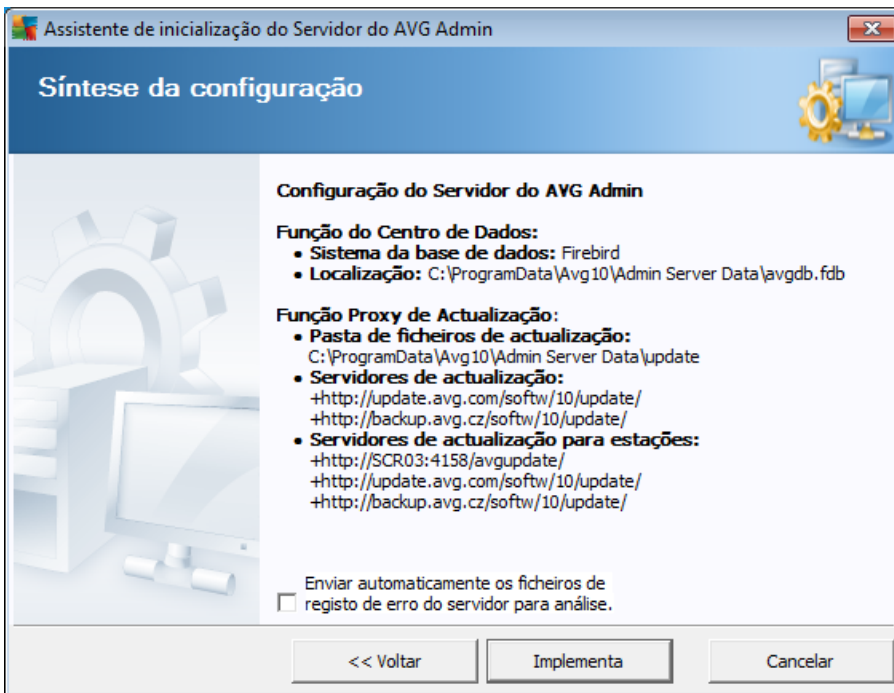 Assistente de inicialização do Servidor do AVG Admin
Síntese da configuração
Configuração do Servidor do AVG Admin
Função do Centro de Dados:
• Sistema da base de dados: Firebird
• Localização: C:\ProgramData\Avg10\Admin Server Data\avgdb.fdb
Função Proxy de Actualização:
• Pasta de ficheiros de actualização:
C:\ProgramData\Avg10\Admin Server Data\update
• Servidores de actualização:
+http://update.avg.com/softw/10/update/
+http://backup.avg.cz/softw/10/update/
• Servidores de actualização para estações:
+http://SCR03:4158/avgupdate/
+http://update.avg.com/softw/10/update/
+http://backup.avg.cz/softw/10/update/
Enviar automaticamente os ficheiros de
registo de erro do servidor para análise.
<< Voltar
Implementa
Cancelar